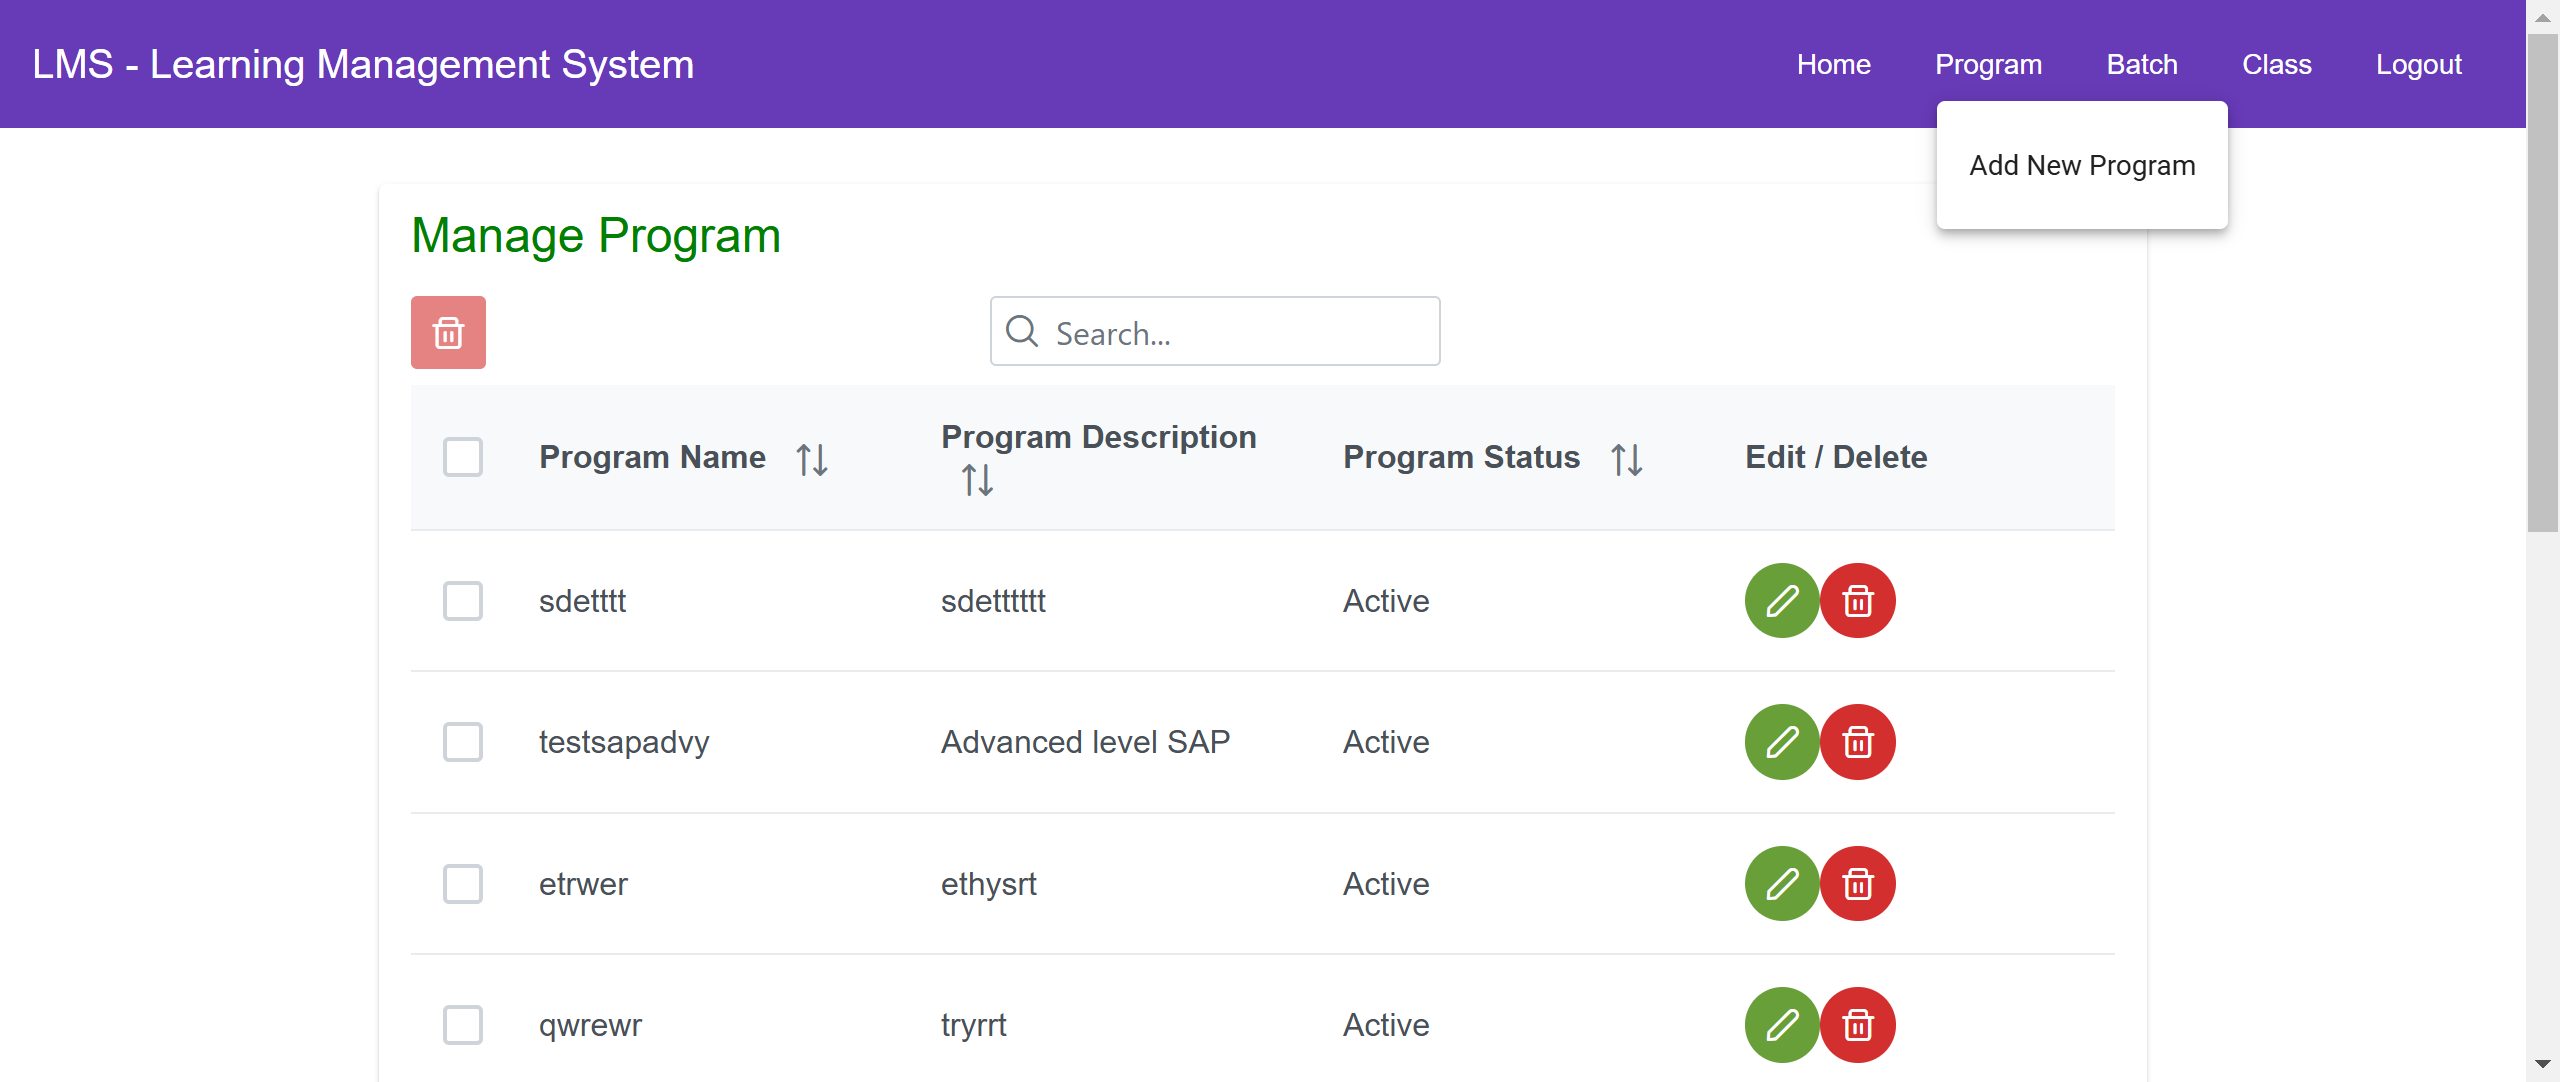 LMS - Learning Management System
Home Program Batch Class Logout
Add New Program
Manage Program
Search...
Program Name Program Description Program Status Edit / Delete
sdetttt sdetttttt Active
testsapadvy Advanced level SAP Active
etrwer ethysrt Active
qwrewr tryrrt Active